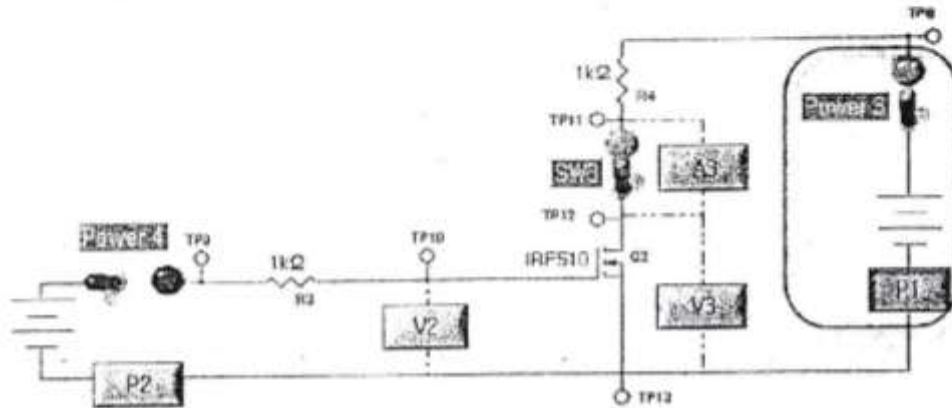 TP8
1kΩ
R4
Power 3
TP11
SW3
A3
TP12
Power 4
TP9
TP10
1kΩ
IRF510
Q2
R3
V2
V3
P1
P2
TP13